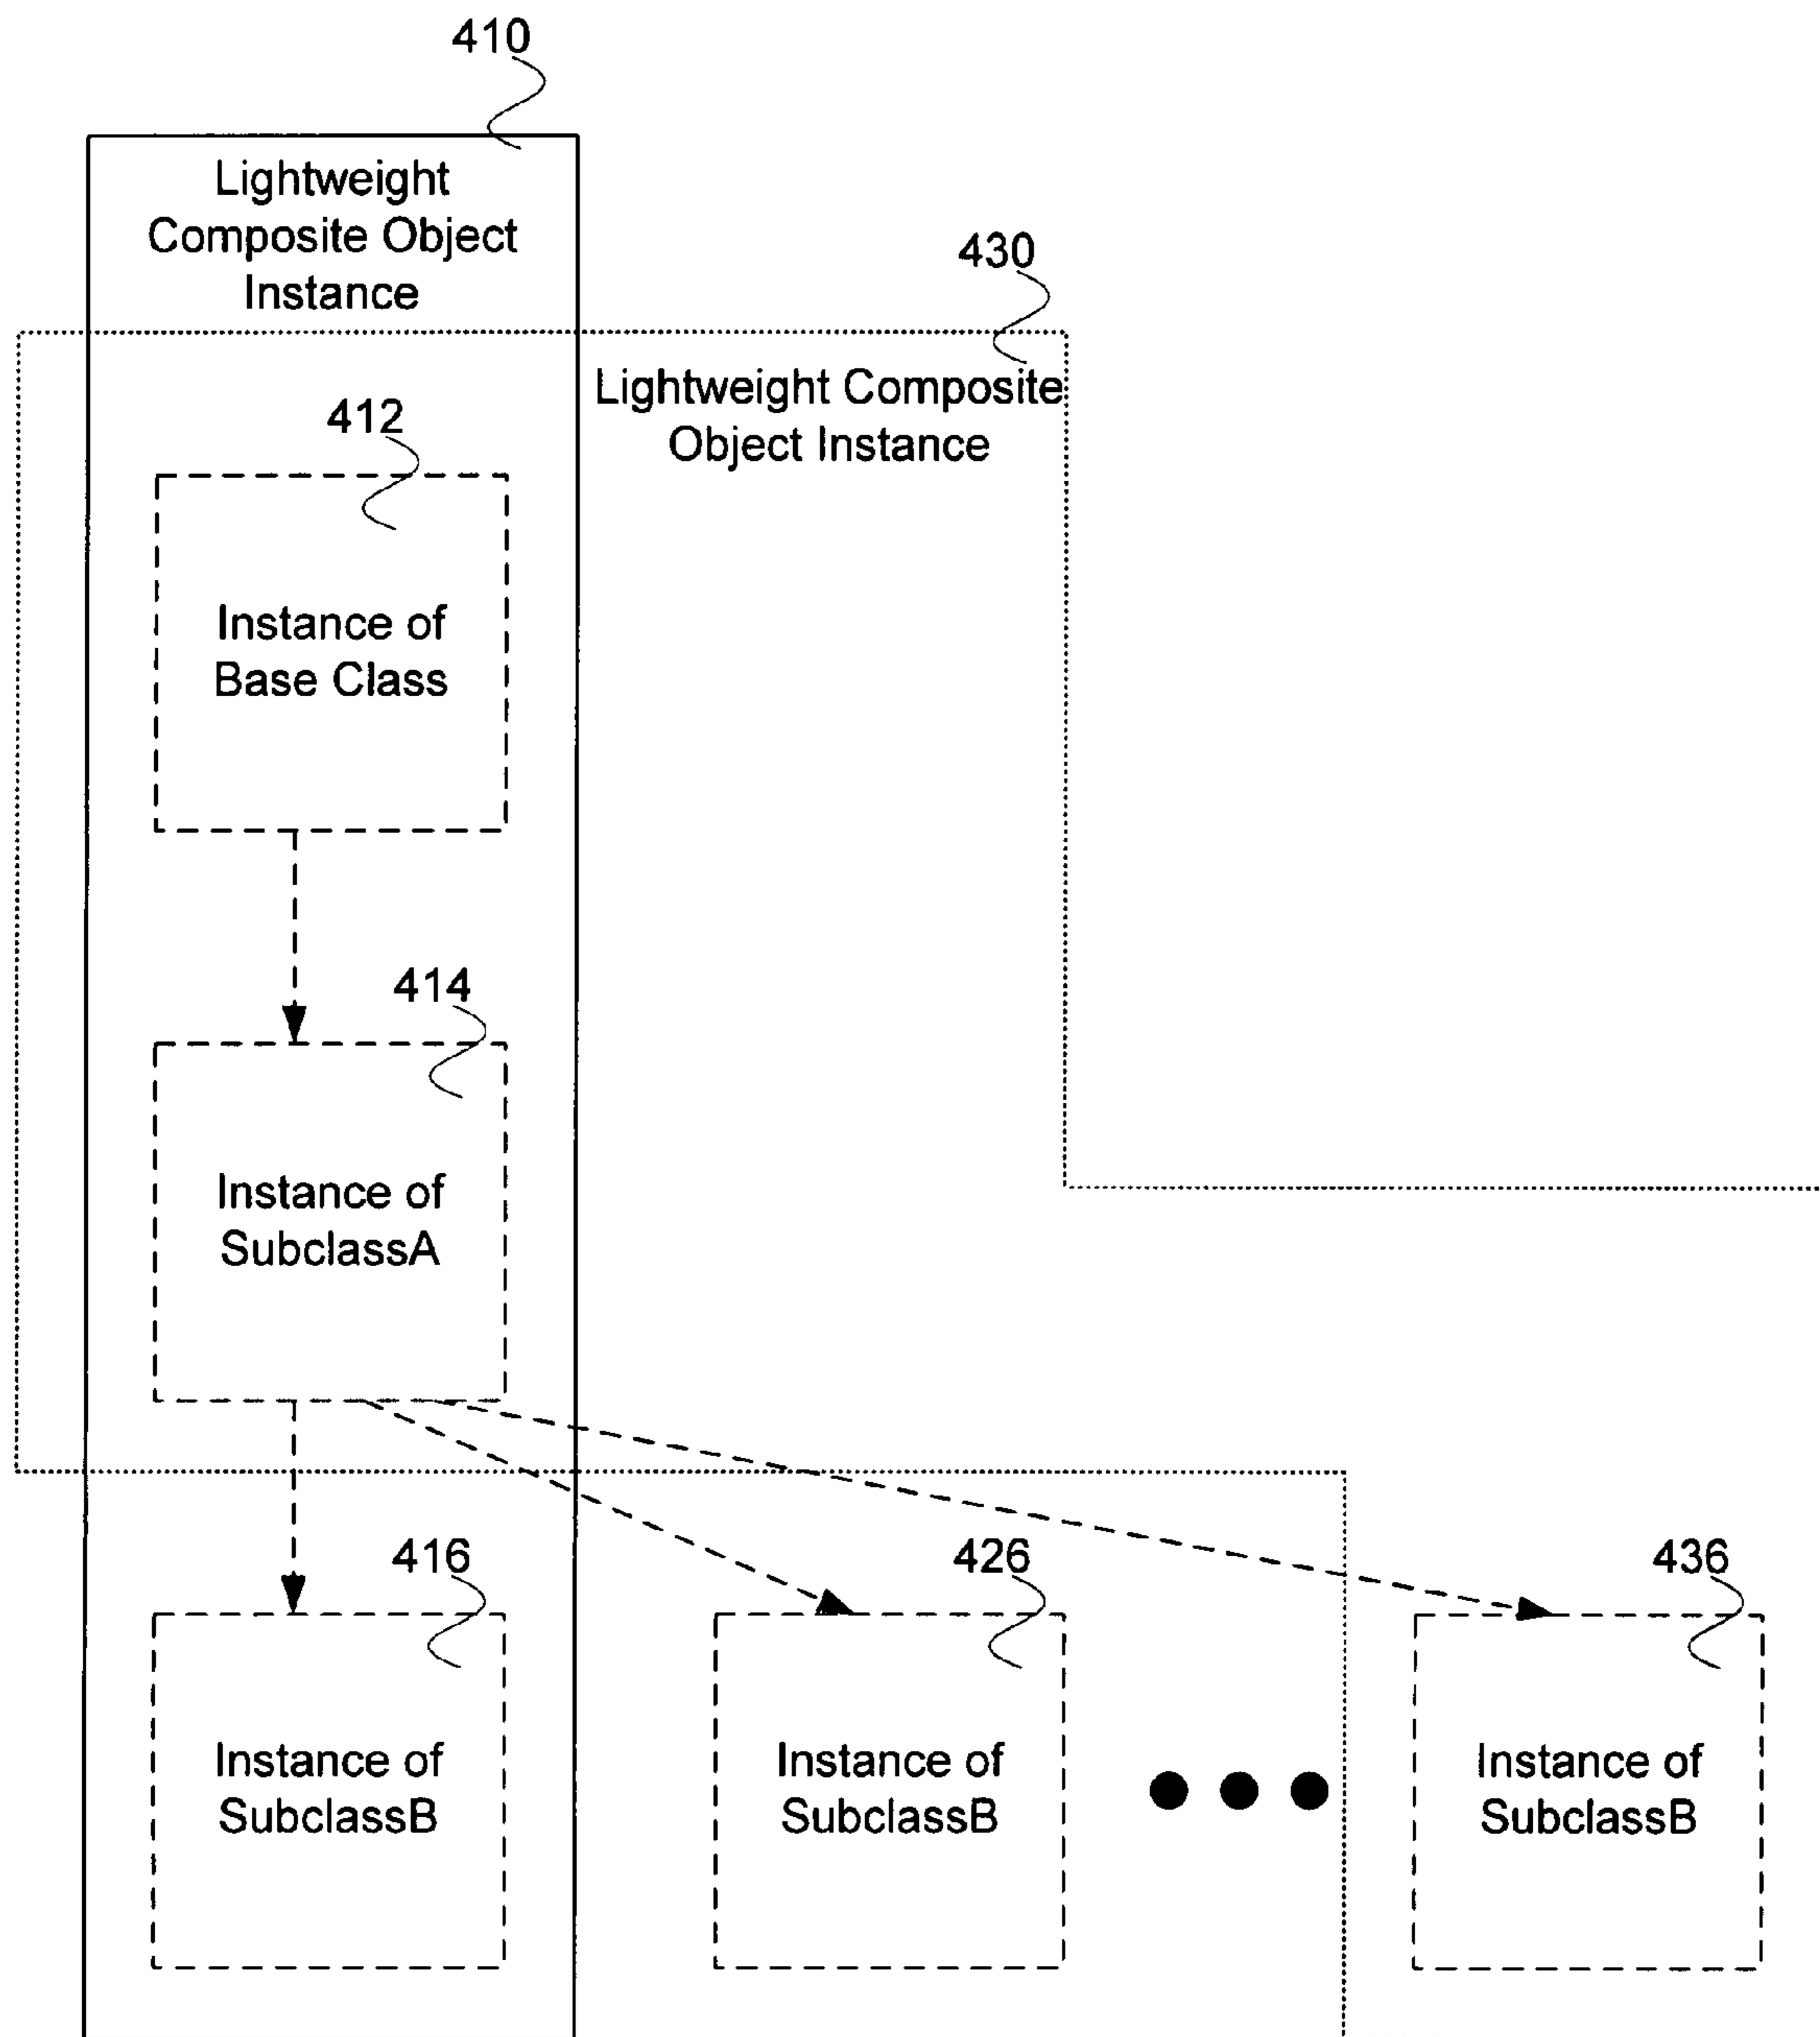 410
Lightweight
Composite Object
Instance
430
Lightweight Composite
Object Instance
412
Instance of
Base Class
414
Instance of
SubclassA
416
Instance of
SubclassB
426
Instance of
SubclassB
436
Instance of
SubclassB